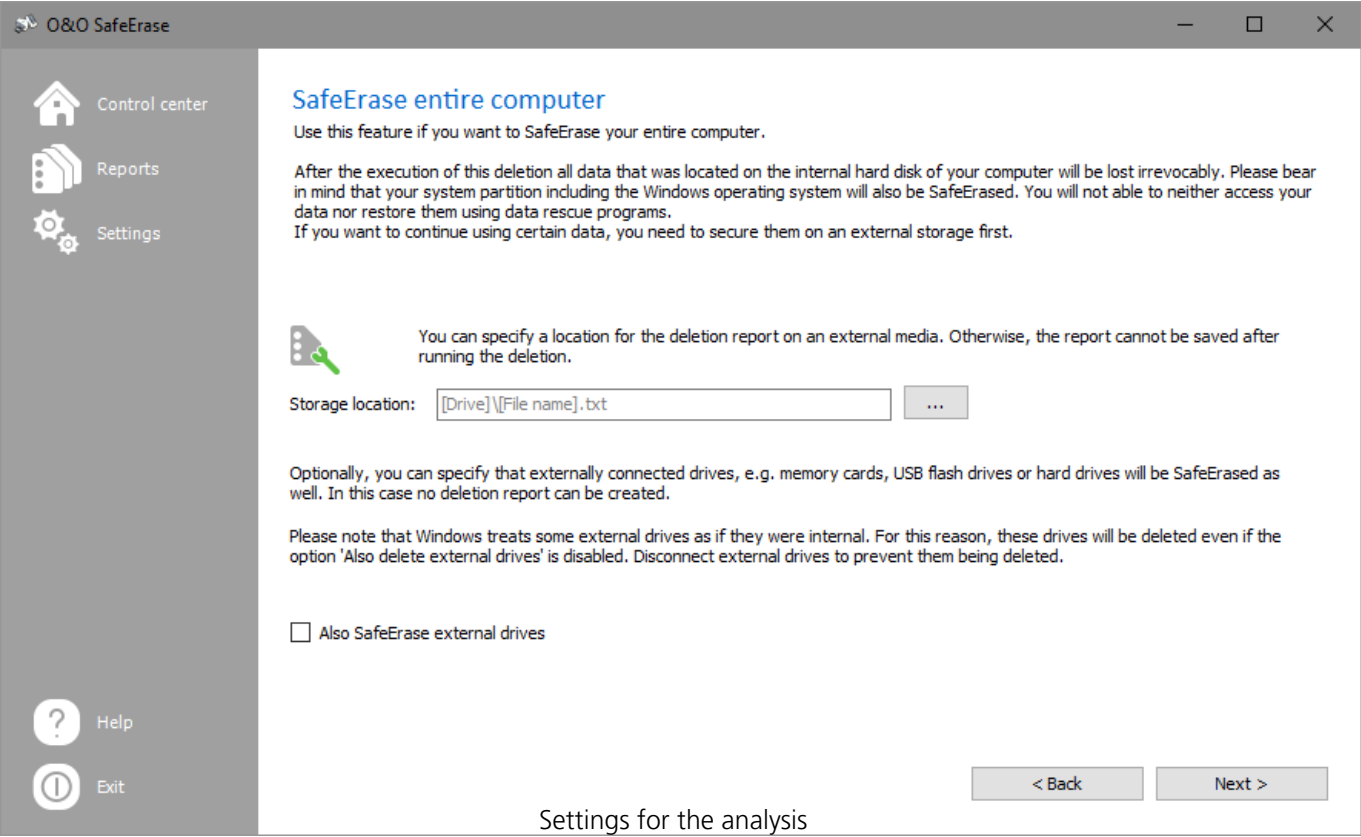 O&O SafeErase
Control center
Reports
Settings
Help
Exit
SafeErase entire computer
Use this feature if you want to SafeErase your entire computer.
After the execution of this deletion all data that was located on the internal hard disk of your computer will be lost irrevocably. Please bear
in mind that your system partition including the Windows operating system will also be SafeErased. You will not able to neither access your
data nor restore them using data rescue programs.
If you want to continue using certain data, you need to secure them on an external storage first.
You can specify a location for the deletion report on an external media. Otherwise, the report cannot be saved after
running the deletion.
Storage location: [Drive]\[File name].txt ...
Optionally, you can specify that externally connected drives, e.g. memory cards, USB flash drives or hard drives will be SafeErased as
well. In this case no deletion report can be created.
Please note that Windows treats some external drives as if they were internal. For this reason, these drives will be deleted even if the
option 'Also delete external drives' is disabled. Disconnect external drives to prevent them being deleted.
Also SafeErase external drives
< Back Next >
Settings for the analysis